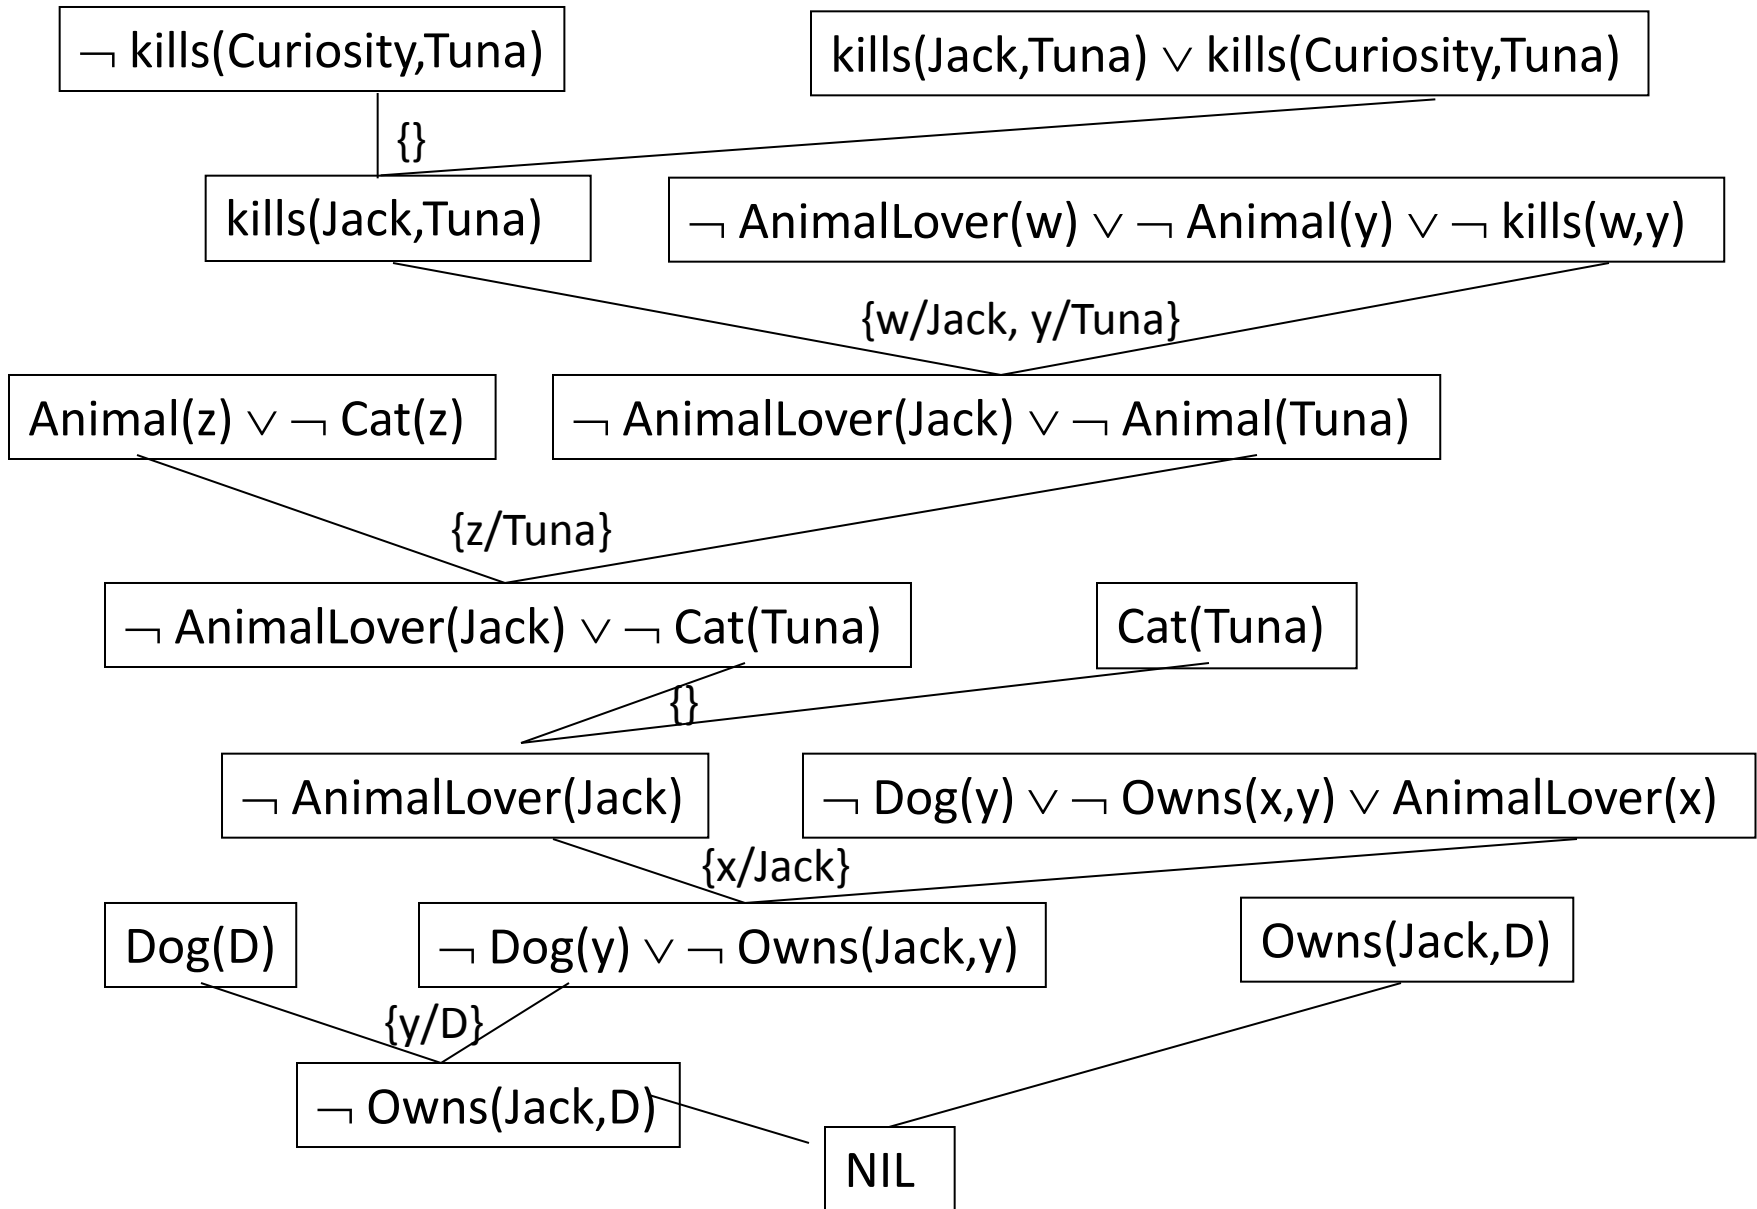 ¬ kills(Curiosity,Tuna)
kills(Jack,Tuna) ∨ kills(Curiosity,Tuna)
{}
kills(Jack,Tuna)
¬ AnimalLover(w) ∨ ¬ Animal(y) ∨ ¬ kills(w,y)
{w/Jack, y/Tuna}
Animal(z) ∨ ¬ Cat(z)
¬ AnimalLover(Jack) ∨ ¬ Animal(Tuna)
{z/Tuna}
¬ AnimalLover(Jack) ∨ ¬ Cat(Tuna)
Cat(Tuna)
{}
¬ AnimalLover(Jack)
¬ Dog(y) ∨ ¬ Owns(x,y) ∨ AnimalLover(x)
{x/Jack}
Dog(D)
¬ Dog(y) ∨ ¬ Owns(Jack,y)
Owns(Jack,D)
{y/D}
¬ Owns(Jack,D)
NIL